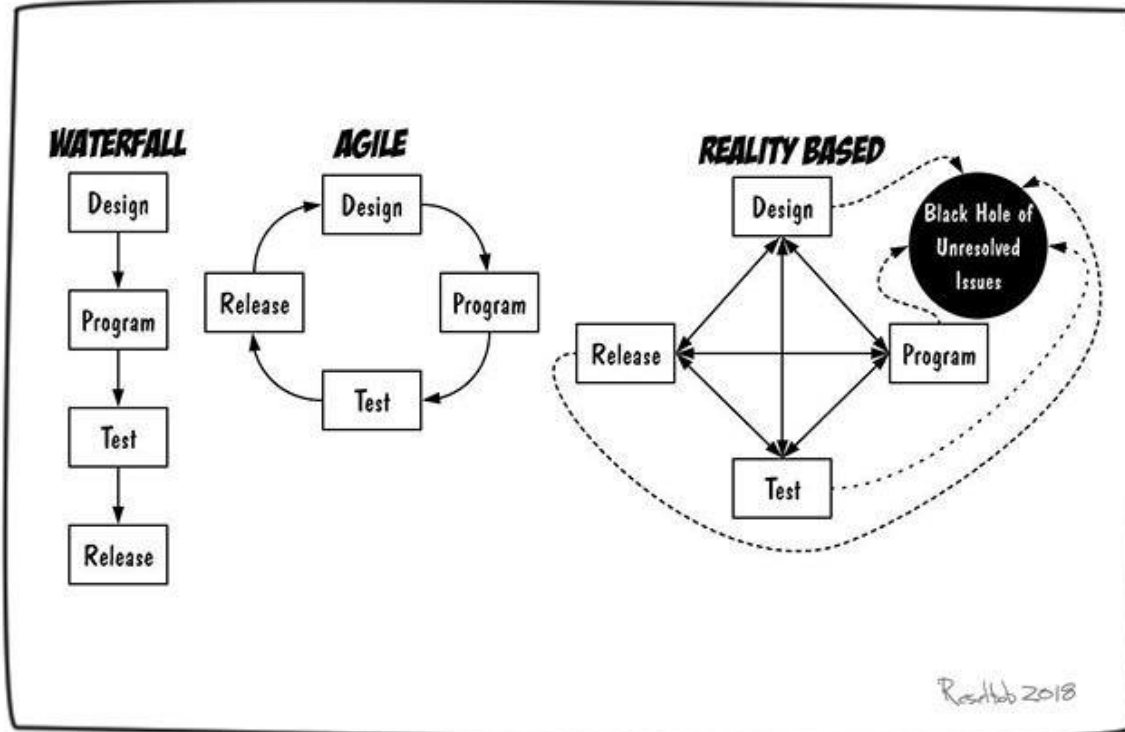 WATERFALL
Design
Program
Test
Release
AGILE
Design
Program
Test
Release
REALITY BASED
Design
Black Hole of
Unresolved
Issues
Release
Program
Test
2018